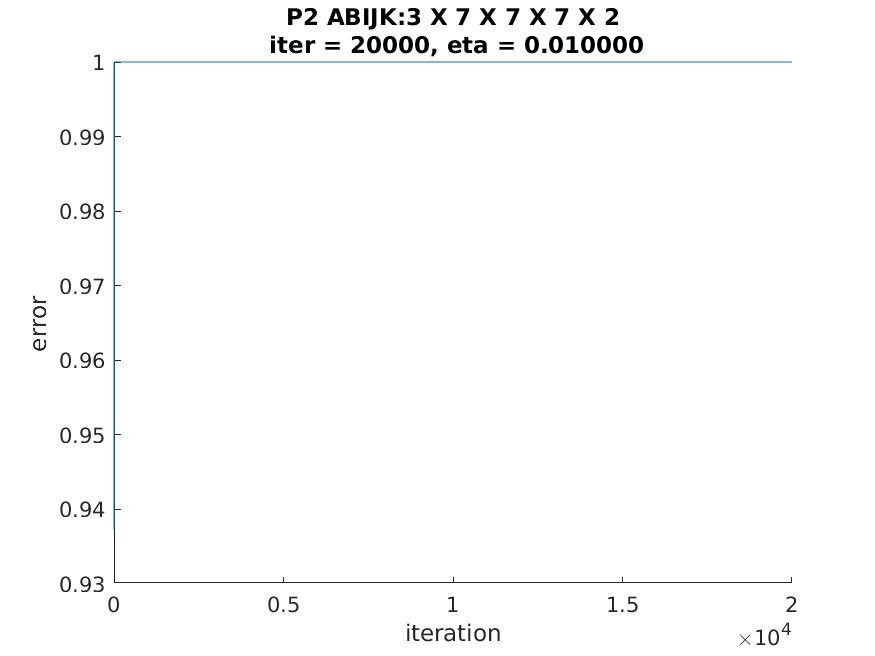 P2 ABIJK:3 X 7 X 7 X 7 X 2
iter = 20000, eta = 0.010000
1
0.99
0.98
0.97
0.96
0.95
0.94
0.93
error
0 0.5 1 1.5 2
iteration
×10⁴